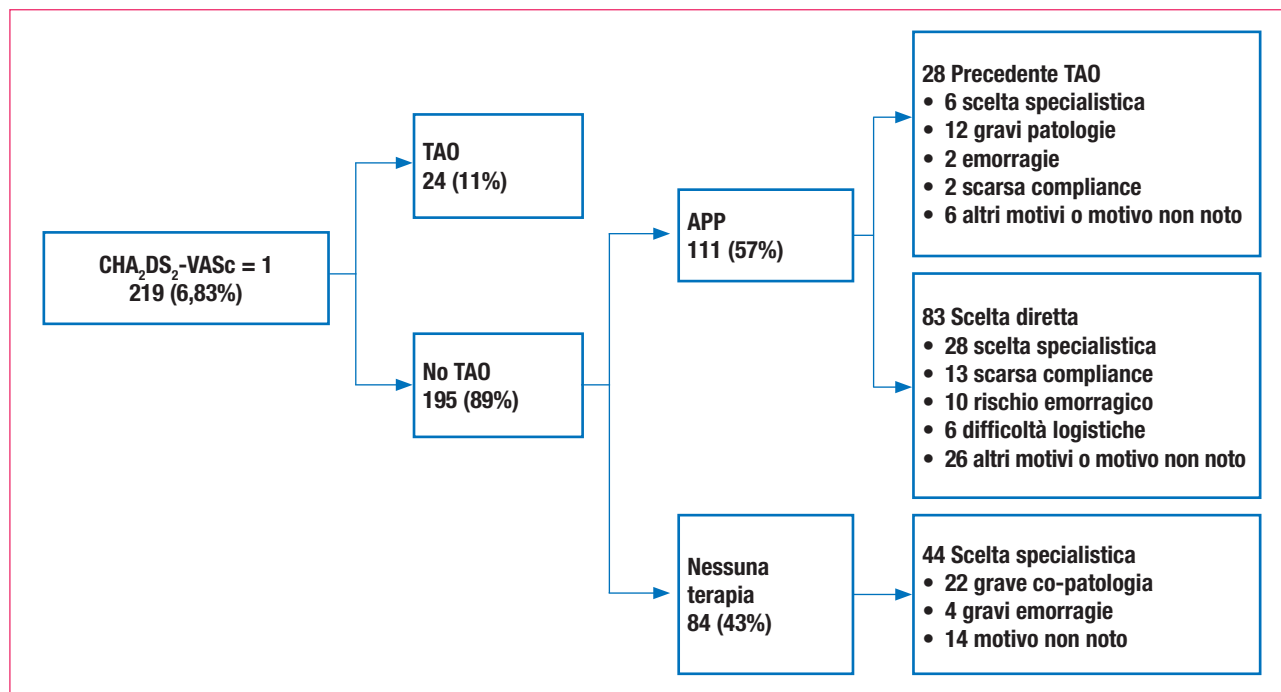 CHA₂DS₂-VASc = 1
219 (6,83%)
TAO
24 (11%)
No TAO
195 (89%)
APP
111 (57%)
Nessuna
terapia
84 (43%)
28 Precedente TAO
• 6 scelta specialistica
• 12 gravi patologie
• 2 emorragie
• 2 scarsa compliance
• 6 altri motivi o motivo non noto
83 Scelta diretta
• 28 scelta specialistica
• 13 scarsa compliance
• 10 rischio emorragico
• 6 difficoltà logistiche
• 26 altri motivi o motivo non noto
44 Scelta specialistica
• 22 grave co-patologia
• 4 gravi emorragie
• 14 motivo non noto